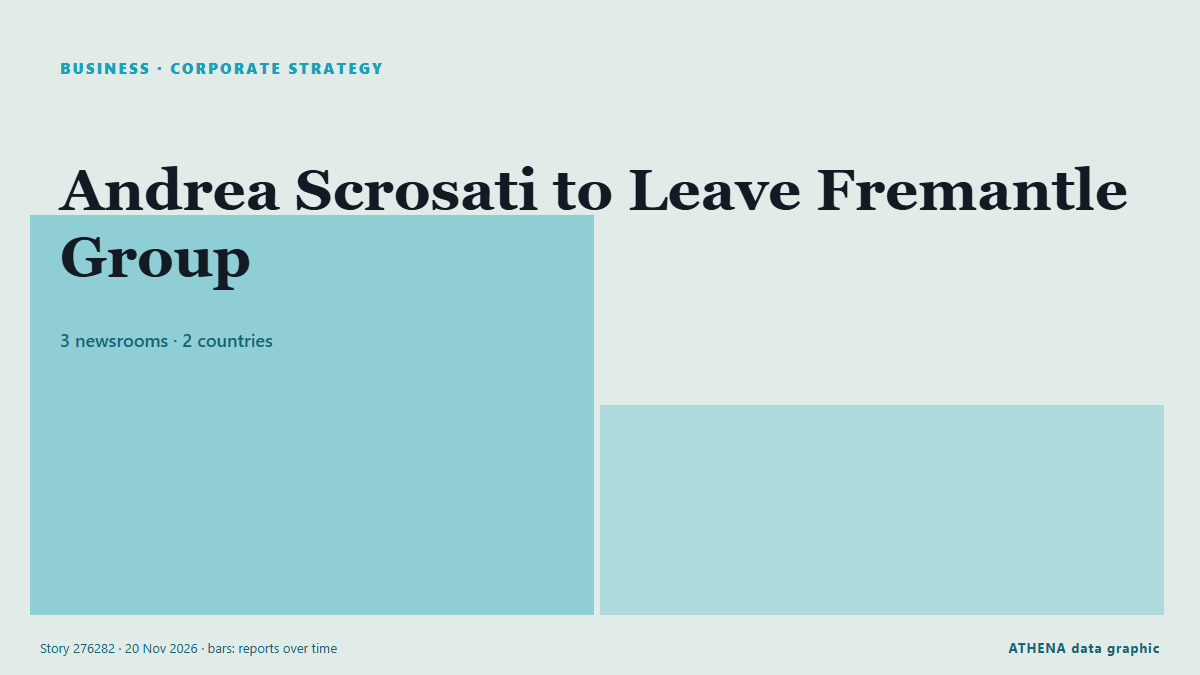 BUSINESS · CORPORATE STRATEGY
Andrea Scrosati to Leave Fremantle
Group
3 newsrooms · 2 countries
Story 276282 · 20 Nov 2026 · bars: reports over time
ATHENA data graphic